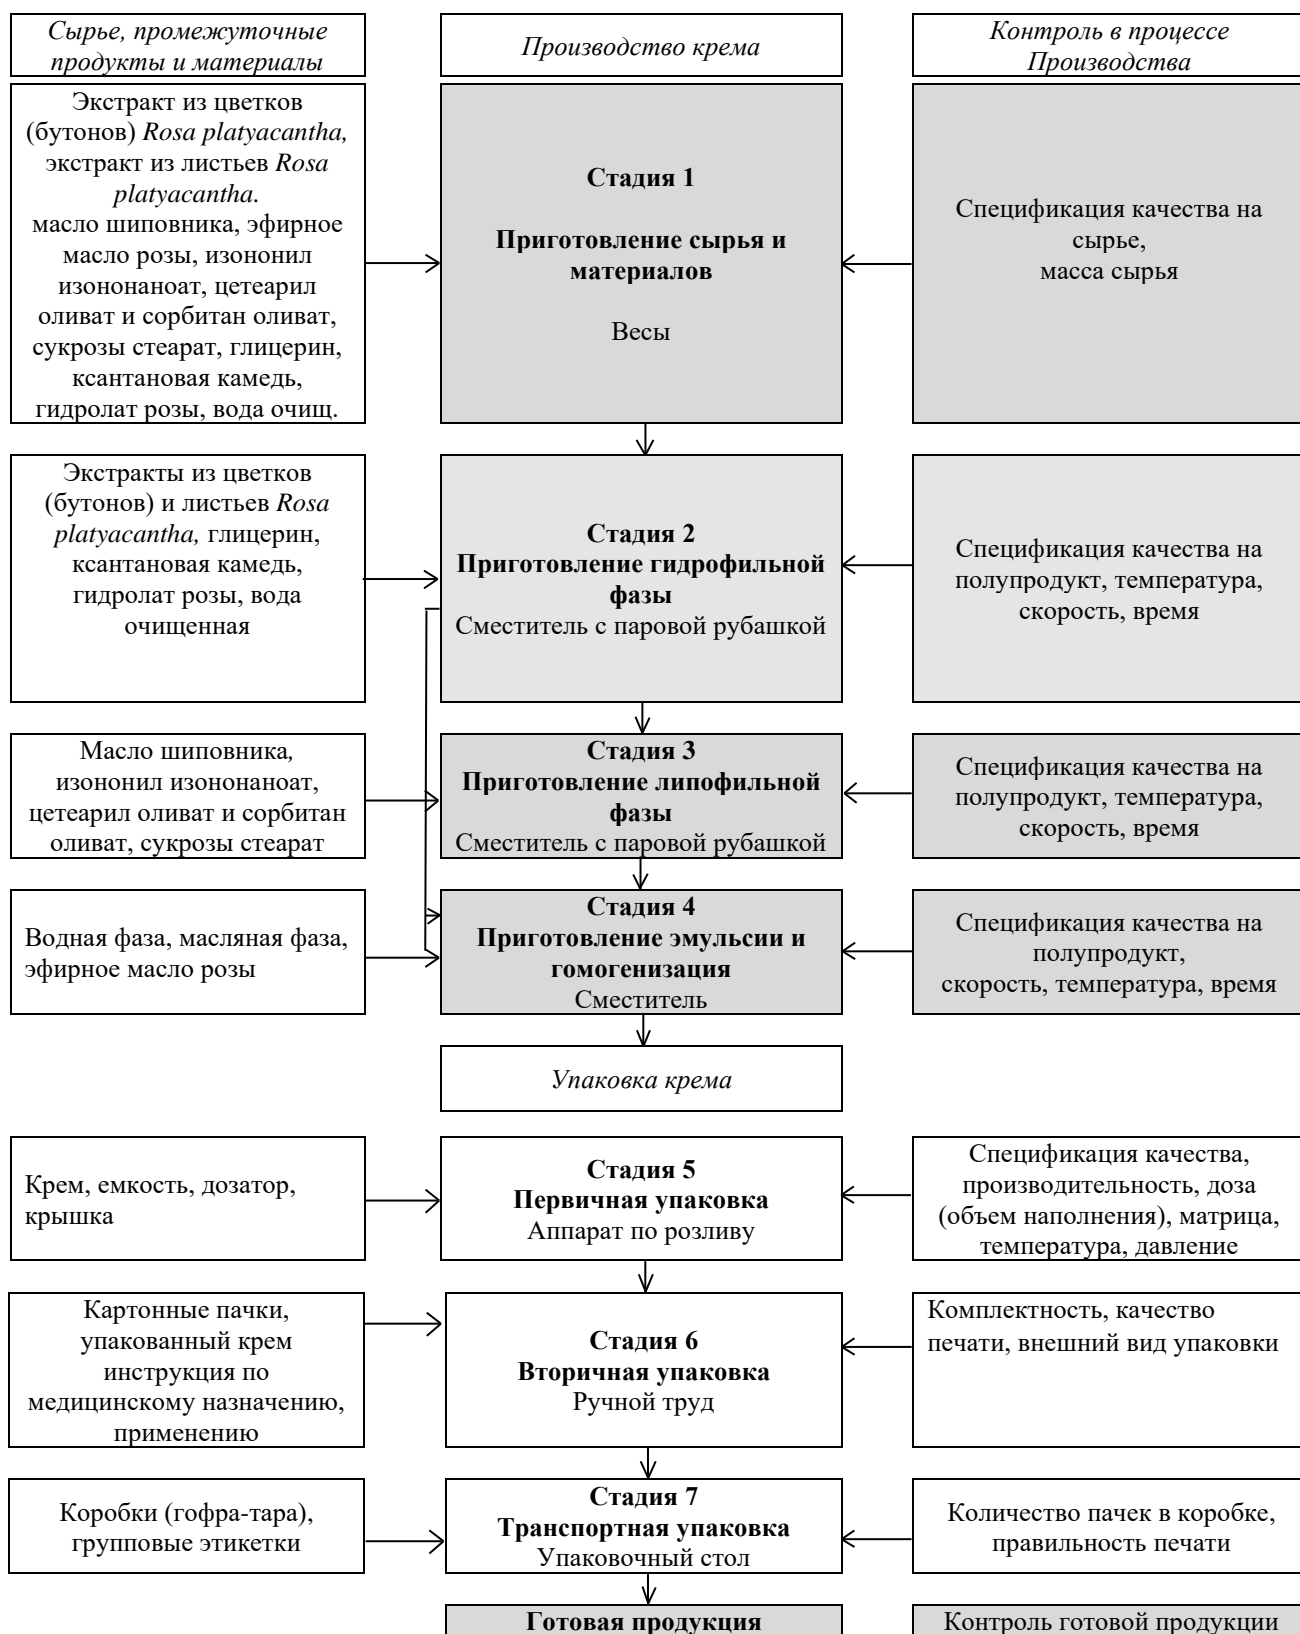 Сырье, промежуточные
продукты и материалы
Производство крема
Контроль в процессе
Производства
Экстракт из цветков
(бутонов) Rosa platyacantha,
экстракт из листьев Rosa
platyacantha.
масло шиповника, эфирное
масло розы, изононил
изононаноат, цетеарил
оливат и сорбитан оливат,
сукрозы стеарат, глицерин,
ксантановая камедь,
гидролат розы, вода очищ.
Стадия 1
Приготовление сырья и
материалов
Весы
Спецификация качества на
сырье,
масса сырья
Экстракты из цветков
(бутонов) и листьев Rosa
platyacantha, глицерин,
ксантановая камедь,
гидролат розы, вода
очищенная
Стадия 2
Приготовление гидрофильной
фазы
Сместитель с паровой рубашкой
Спецификация качества на
полупродукт, температура,
скорость, время
Масло шиповника,
изононил изононаноат,
цетеарил оливат и сорбитан
оливат, сукрозы стеарат
Стадия 3
Приготовление липофильной
фазы
Сместитель с паровой рубашкой
Спецификация качества на
полупродукт, температура,
скорость, время
Водная фаза, масляная фаза,
эфирное масло розы
Стадия 4
Приготовление эмульсии и
гомогенизация
Сместитель
Спецификация качества на
полупродукт,
скорость, температура, время
Упаковка крема
Крем, емкость, дозатор,
крышка
Стадия 5
Первичная упаковка
Аппарат по розливу
Спецификация качества,
производительность, доза
(объем наполнения), матрица,
температура, давление
Картонные пачки,
упакованный крем
инструкция по
медицинскому назначению,
применению
Стадия 6
Вторичная упаковка
Ручной труд
Комплектность, качество
печати, внешний вид упаковки
Коробки (гофра-тара),
групповые этикетки
Стадия 7
Транспортная упаковка
Упаковочный стол
Количество пачек в коробке,
правильность печати
Готовая продукция
Контроль готовой продукции